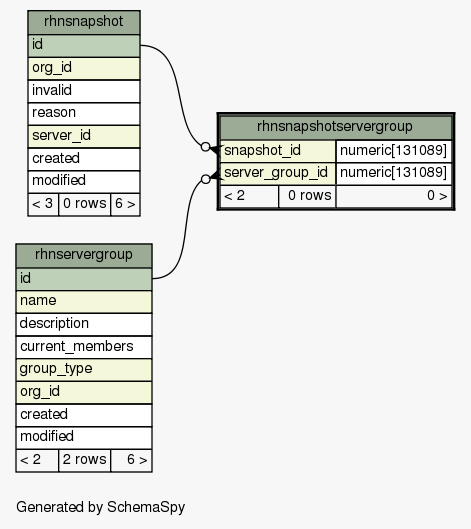 rhnsnapshot
id
org_id
invalid
reason
server_id
created
modified
< 3 0 rows 6 >
rhnsnapshotservergroup
snapshot_id numeric[131089]
server_group_id numeric[131089]
< 2 0 rows 0 >
rhnservergroup
id
name
description
current_members
group_type
org_id
created
modified
< 2 2 rows 6 >
Generated by SchemaSpy